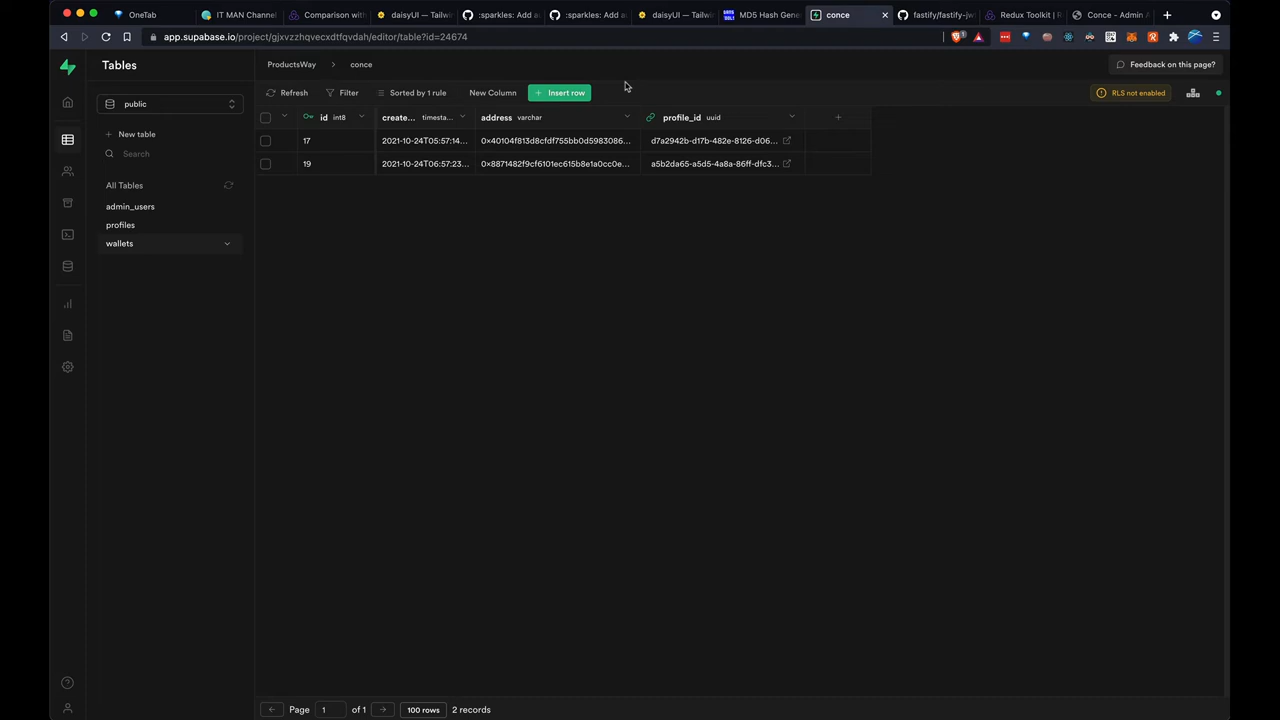 OneTab
IT MAN Channel
Comparison with
daisyUI — Tailwi
:sparkles: Add a
:sparkles: Add a
daisyUI — Tailwi
MD5 Hash Gene
conce
fastify/fastify-jw
Redux Toolkit | R
Conce - Admin A
app.supabase.io/project/gjxvzzhqvecxdtfqvdah/editor/table?id=24674
Tables
ProductsWay > conce
Feedback on this page?
public
Refresh
Filter
Sorted by 1 rule
New Column
+ Insert row
RLS not enabled
+ New table
Search
id int8
create... timesta...
address varchar
profile_id uuid
+
17 2021-10-24T05:57:14... 0x40104f813d8cfdf755bb0d5983086... d7a2942b-d17b-482e-8126-d06...
19 2021-10-24T06:57:23... 0x8871482f9cf6101ec615b8e1a0cc0e... a5b2da65-a5d5-4a8a-86ff-dfc3...
All Tables
admin_users
profiles
wallets
Page 1 of 1 100 rows 2 records